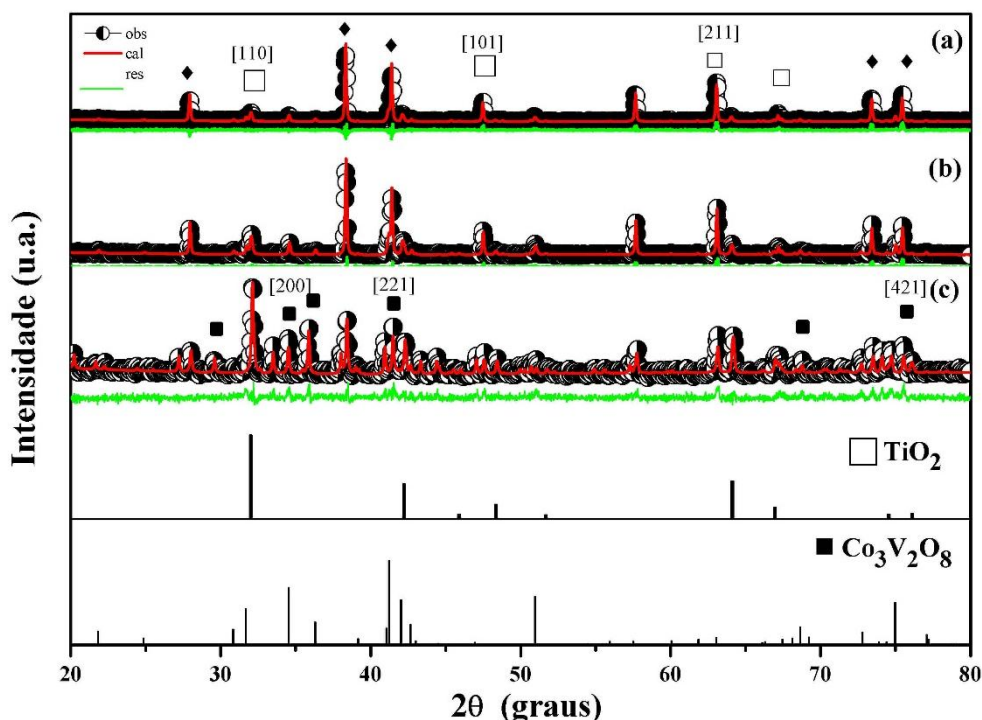 obs
cal
res
[110]
[101]
[211]
(a)
(b)
[200]
[221]
[421]
(c)
TiO₂
Co₃V₂O₈
Intensidade (u.a.)
20 30 40 50 60 70 80
2θ (graus)